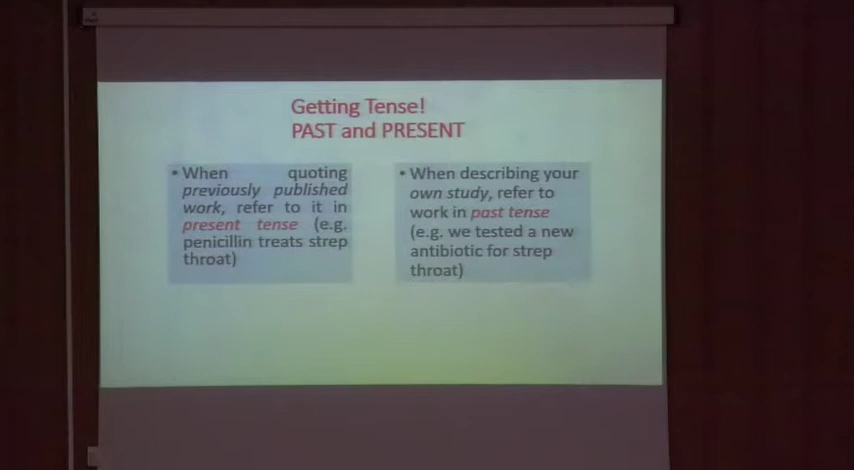 Getting Tense!
PAST and PRESENT
• When quoting
previously published
work, refer to it in
present tense (e.g.
penicillin treats strep
throat)
• When describing your
own study, refer to
work in past tense
(e.g. we tested a new
antibiotic for strep
throat)